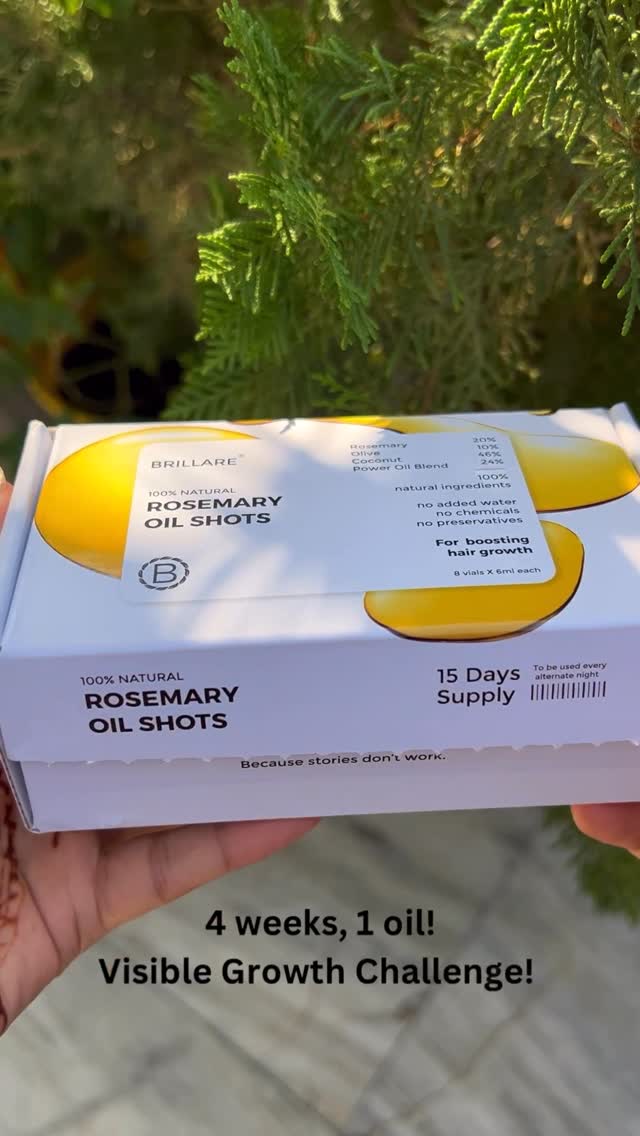 BRILLARE®
100% NATURAL
ROSEMARY
OIL SHOTS
B
Rosemary 20%
Olive 10%
Coconut 46%
Power Oil Blend 24%
100%
natural ingredients
no added water
no chemicals
no preservatives
For boosting
hair growth
8 vials X 6ml each
100% NATURAL
ROSEMARY
OIL SHOTS
15 Days
Supply
To be used every
alternate night
Because stories don't work.
4 weeks, 1 oil!
Visible Growth Challenge!